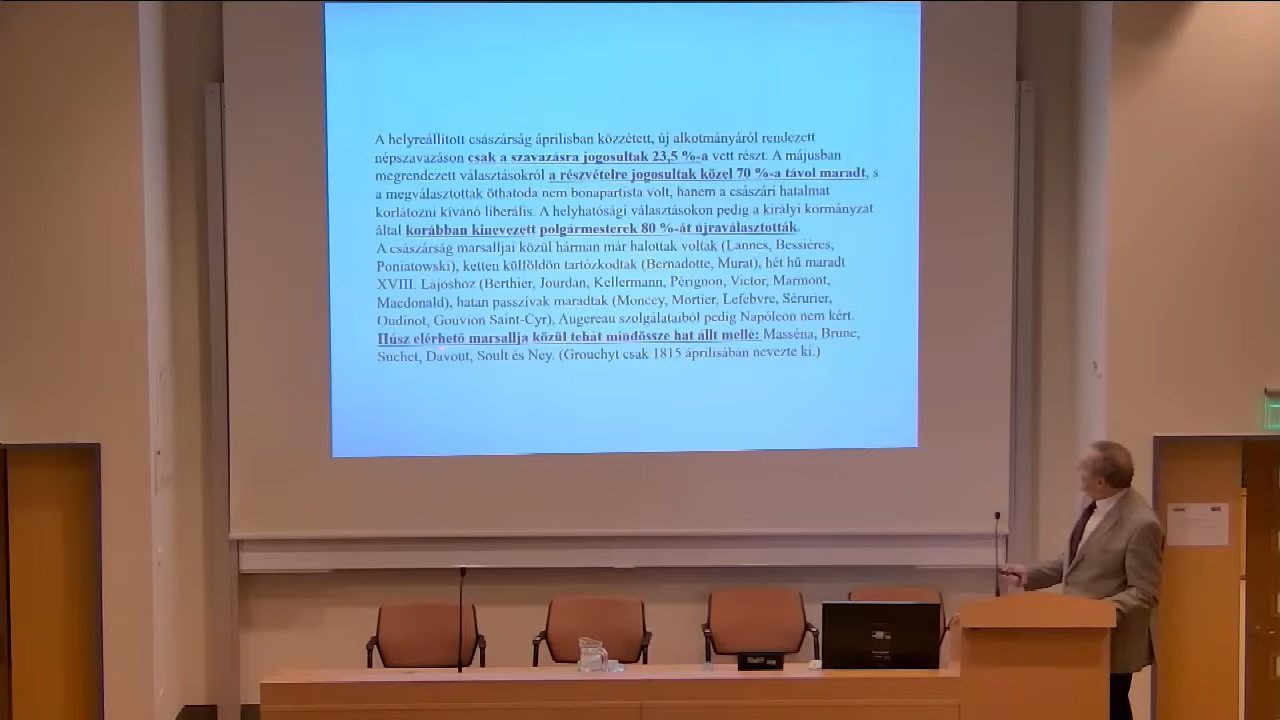 A helyreállított császárság áprilisban közzétett, új alkotmányáról rendezett
népszavazáson csak a szavazásra jogosultak 23,5 %-a vett részt. A májusban
megrendezett választásokról a részvételre jogosultak közel 70 %-a távol maradt, s
a megválasztottak öthatoda nem bonapartista volt, hanem a császári hatalmat
korlátozni kívánó liberális. A helyhatósági választásokon pedig a királyi kormányzat
által korábban kinevezett polgármesterek 80 %-át újraválasztották.
A császárság marsalljai közül hárman már halottak voltak (Lannes, Bessières,
Poniatowski), ketten külföldön tartózkodtak (Bernadotte, Murat), hét hű maradt
XVIII. Lajoshoz (Berthier, Jourdan, Kellermann, Pérignon, Victor, Marmont,
Macdonald), hatan passzívak maradtak (Moncey, Mortier, Lefebvre, Sérurier,
Oudinot, Gouvion Saint-Cyr), Augereau szolgálataiból pedig Napóleon nem kért.
Húsz elérhető marsallja közül tehát mindössze hat állt mellé: Masséna, Brune,
Suchet, Davout, Soult és Ney. (Grouchyt csak 1815 áprilisában nevezte ki.)